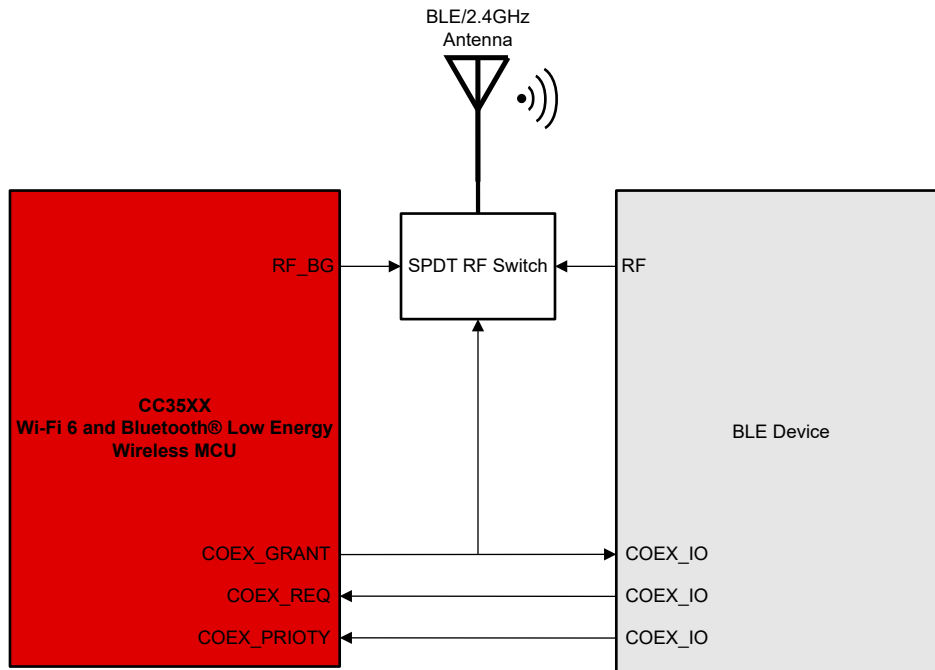 BLE/2.4GHz
Antenna
RF_BG
SPDT RF Switch
RF
CC35XX
Wi-Fi 6 and Bluetooth® Low Energy
Wireless MCU
BLE Device
COEX_GRANT
COEX_IO
COEX_REQ
COEX_IO
COEX_PRIOTY
COEX_IO